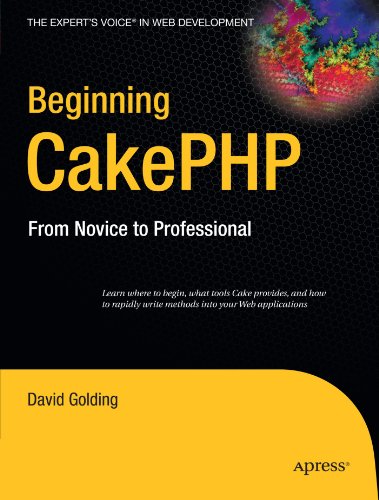 THE EXPERT'S VOICE® IN WEB DEVELOPMENT
Beginning
CakePHP
From Novice to Professional
Learn where to begin, what tools Cake provides, and how
to rapidly write methods into your Web applications
David Golding
Apress®